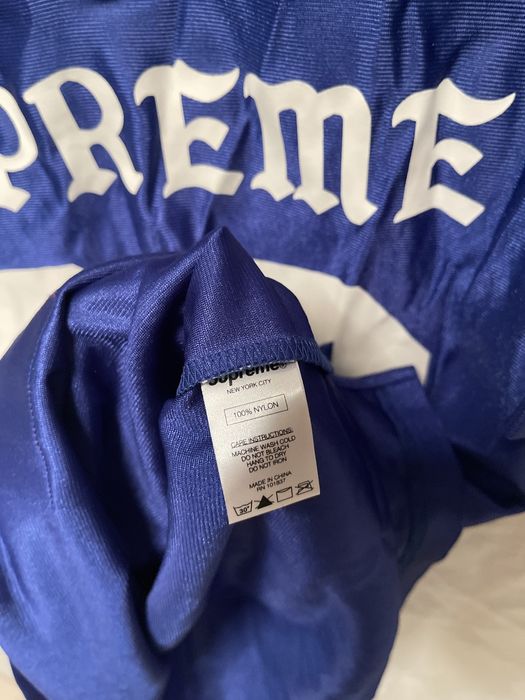 UPREME
Supreme®
NEW YORK CITY
100% NYLON
CARE INSTRUCTIONS:
MACHINE WASH COLD
DO NOT BLEACH
HANG TO DRY
DO NOT IRON
MADE IN CHINA
RN 101837
30°